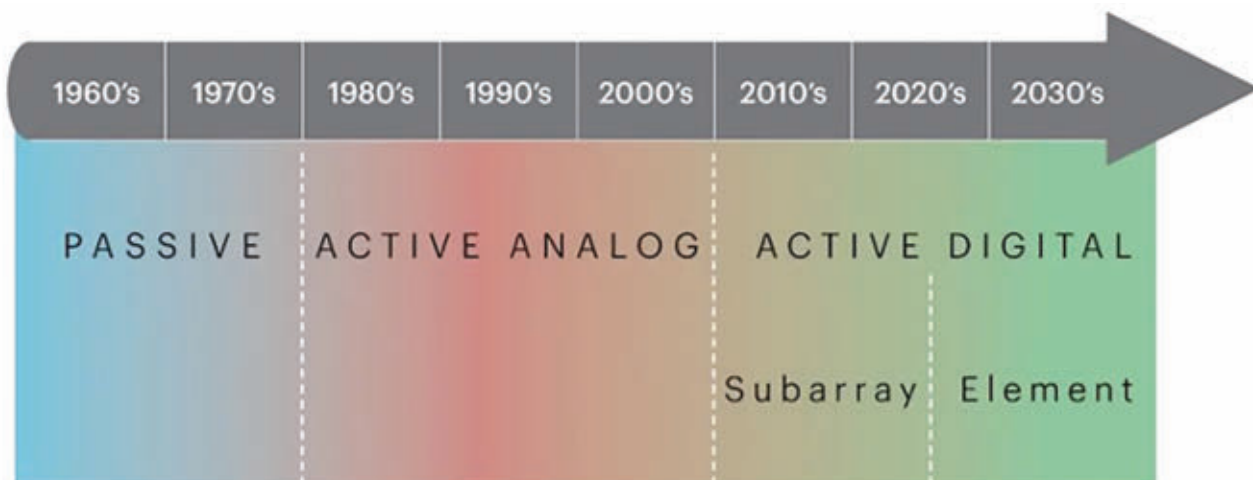 1960's 1970's 1980's 1990's 2000's 2010's 2020's 2030's
PASSIVE ACTIVE ANALOG ACTIVE DIGITAL
Subarray Element